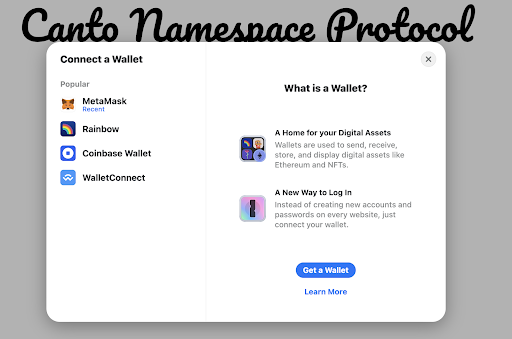 Canto Namespace Protocol
Connect a Wallet
Popular
MetaMask
Recent
Rainbow
Coinbase Wallet
WalletConnect
What is a Wallet?
A Home for your Digital Assets
Wallets are used to send, receive,
store, and display digital assets like
Ethereum and NFTs.
A New Way to Log In
Instead of creating new accounts and
passwords on every website, just
connect your wallet.
Get a Wallet
Learn More